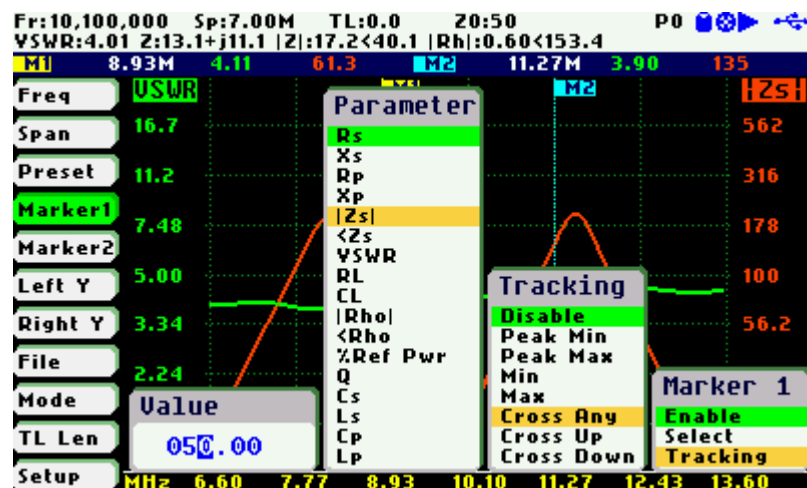 Fr:10,100,000 Sp:7.00M TL:0.0 20:50 P0
VSWR:4.01 Z:13.1+j11.1 |Z|:17.2<40.1 |Rh|:0.60<153.4
M1 8.93M 4.11 61.3 M2 11.27M 3.90 135
Freq
Span
Preset
Marker1
Marker2
Left Y
Right Y
File
Mode
TL Len
Setup
VSWR
16.7
11.2
7.48
5.00
3.34
2.24
M2
|Zs|
562
316
178
100
56.2
Parameter
Rs
Xs
Rp
Xp
|Zs|
<Zs
VSWR
RL
CL
|Rho|
<Rho
%Ref Pwr
Q
Cs
Ls
Cp
Lp
Tracking
Disable
Peak Min
Peak Max
Min
Max
Cross Any
Cross Up
Cross Down
Marker 1
Enable
Select
Tracking
Value
050.00
MHz 6.60 7.77 8.93 10.10 11.27 12.43 13.60